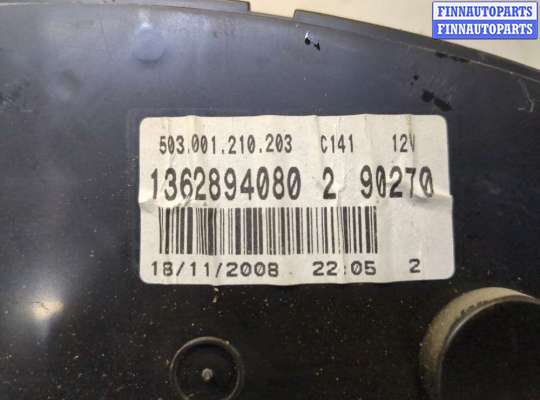 FINNAUTOPARTS
FINNAUTOPARTS
503.001.210.203 C141 12V
1362894080 2 90270
18/11/2008 22:05 2